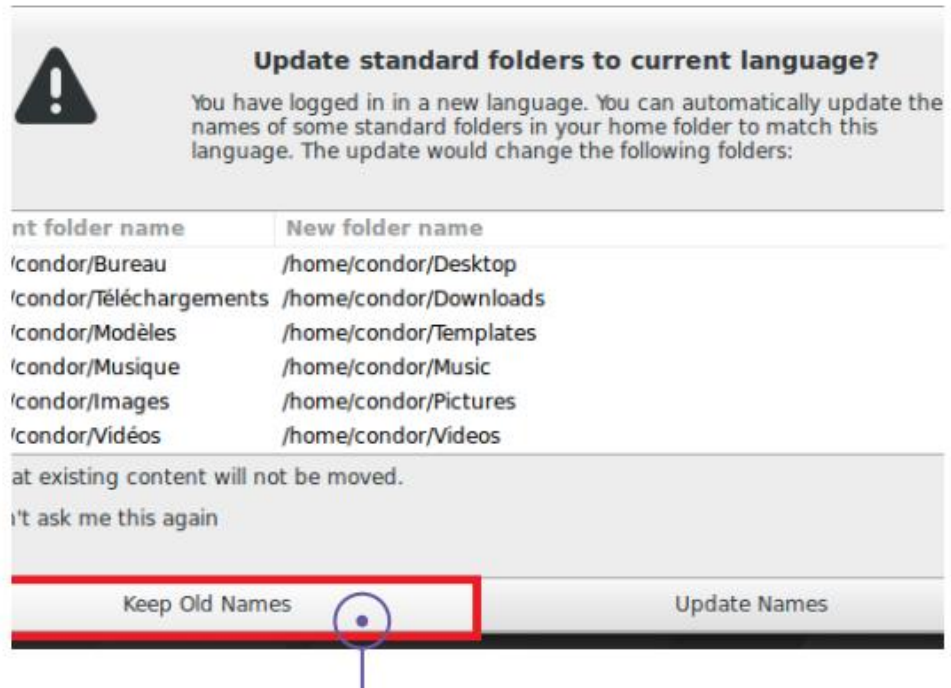 Update standard folders to current language?
You have logged in in a new language. You can automatically update the
names of some standard folders in your home folder to match this
language. The update would change the following folders:
nt folder name New folder name
/condor/Bureau /home/condor/Desktop
/condor/Téléchargements /home/condor/Downloads
/condor/Modèles /home/condor/Templates
/condor/Musique /home/condor/Music
/condor/Images /home/condor/Pictures
/condor/Vidéos /home/condor/Videos
at existing content will not be moved.
't ask me this again
Keep Old Names Update Names